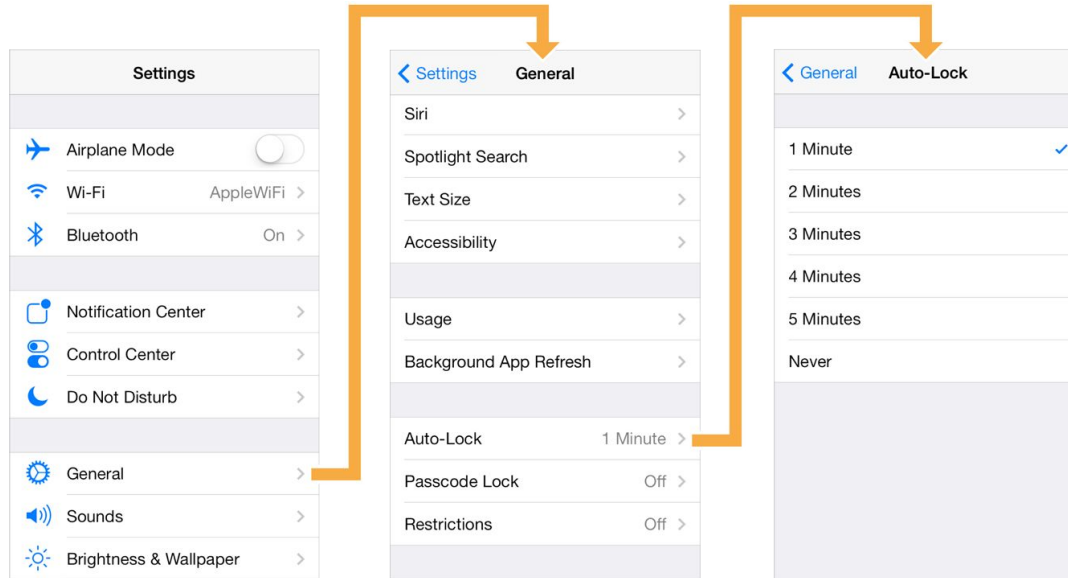 Settings
Airplane Mode
Wi-Fi AppleWiFi
Bluetooth On
Notification Center
Control Center
Do Not Disturb
General
Sounds
Brightness & Wallpaper
Settings General
Siri
Spotlight Search
Text Size
Accessibility
Usage
Background App Refresh
Auto-Lock 1 Minute
Passcode Lock Off
Restrictions Off
General Auto-Lock
1 Minute
2 Minutes
3 Minutes
4 Minutes
5 Minutes
Never